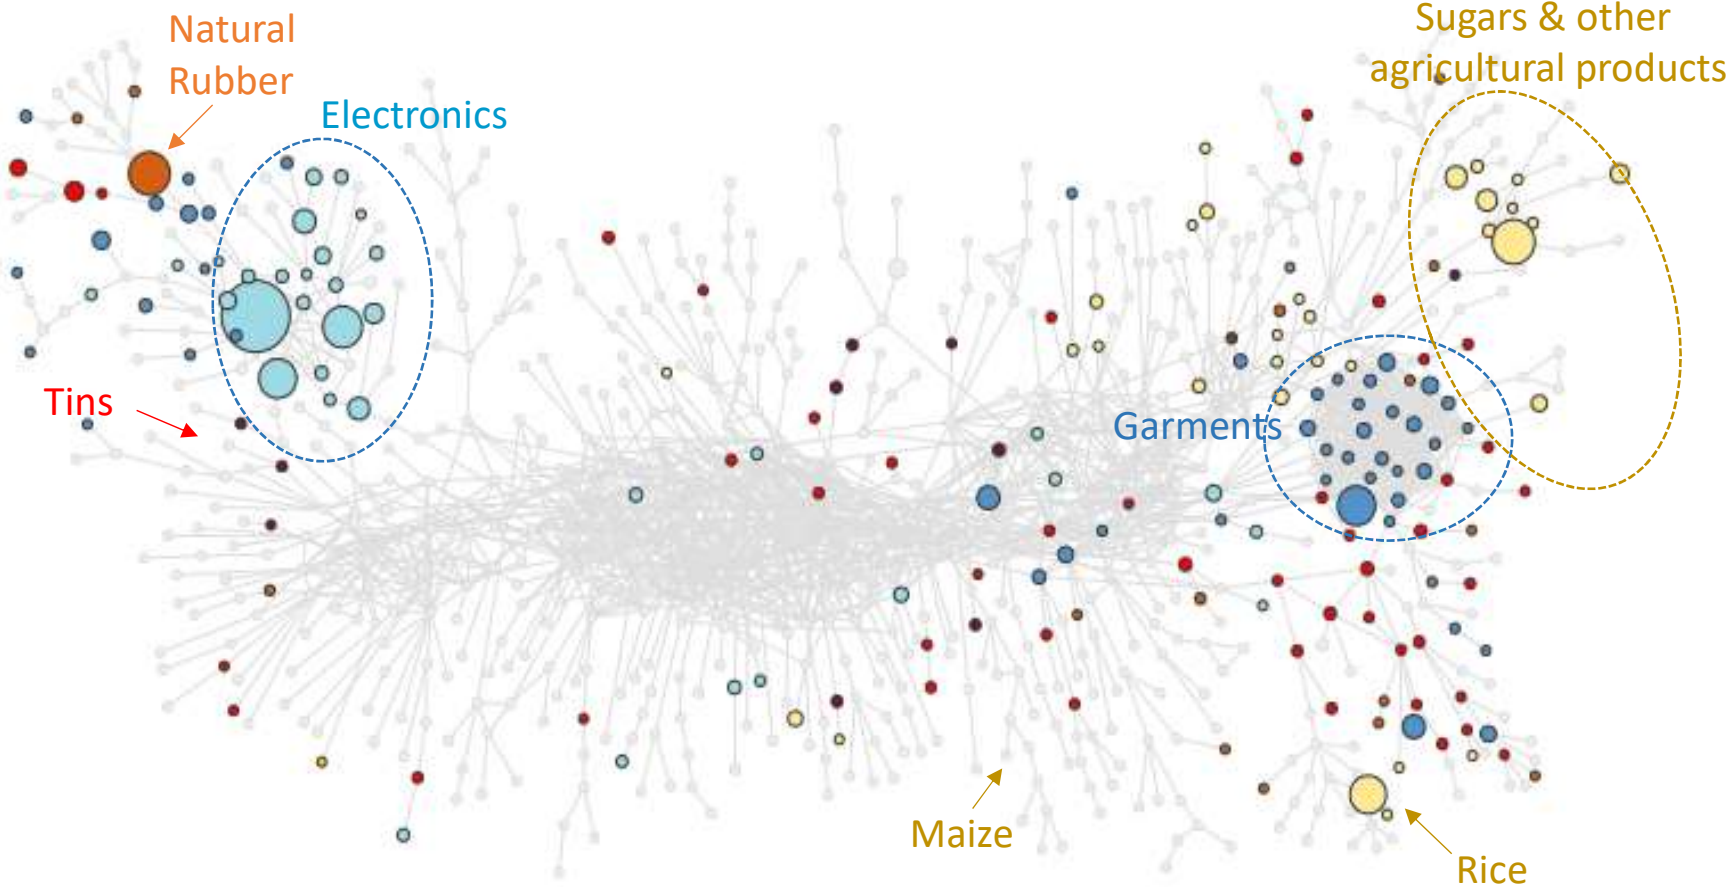 Natural
Rubber
Electronics
Sugars & other
agricultural products
Tins
Garments
Maize
Rice